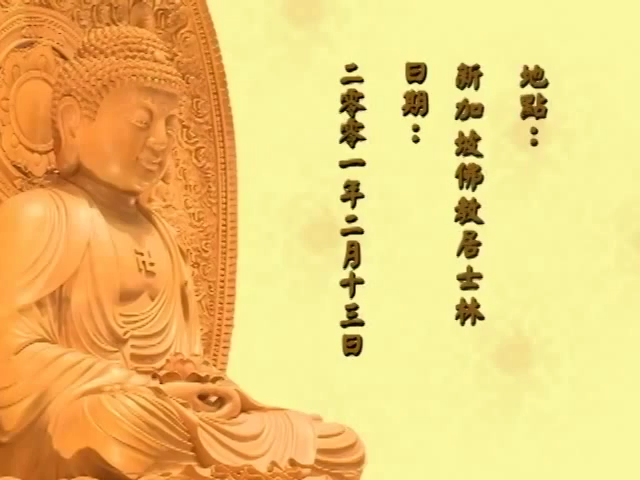 地點：
新加坡佛教居士林
日期：
二零零一年二月十三日